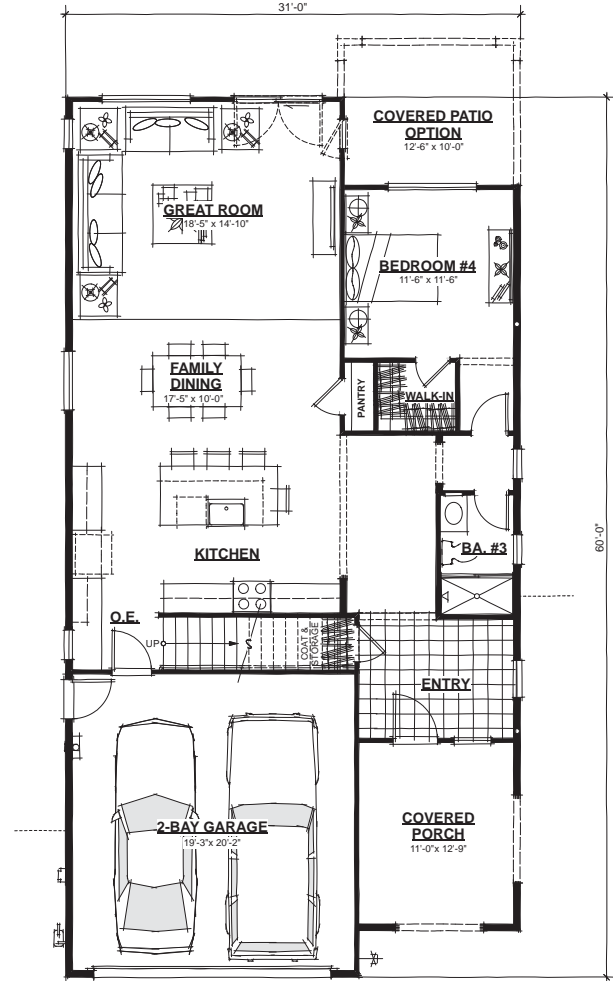 31'-0"
COVERED PATIO
OPTION
12'-6" x 10'-0"
GREAT ROOM
18'-5" x 14'-10"
BEDROOM #4
11'-6" x 11'-6"
FAMILY
DINING
17'-5" x 10'-0"
PANTRY
WALK-IN
60'-0"
KITCHEN
BA. #3
O.E.
UP
S
COAT &
STORAGE
ENTRY
2-BAY GARAGE
19'-3"x 20'-2"
COVERED
PORCH
11'-0"x 12'-9"